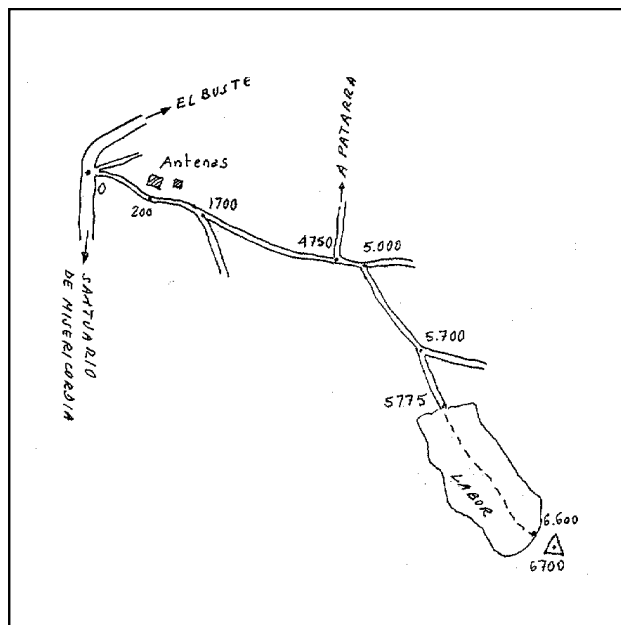 EL BUSTE
Antenas
A PATARRA
0
200
1700
4750
5.000
SANTUARIO
DE MISERICORDIA
5.700
5775
LABOR
6.600
6700